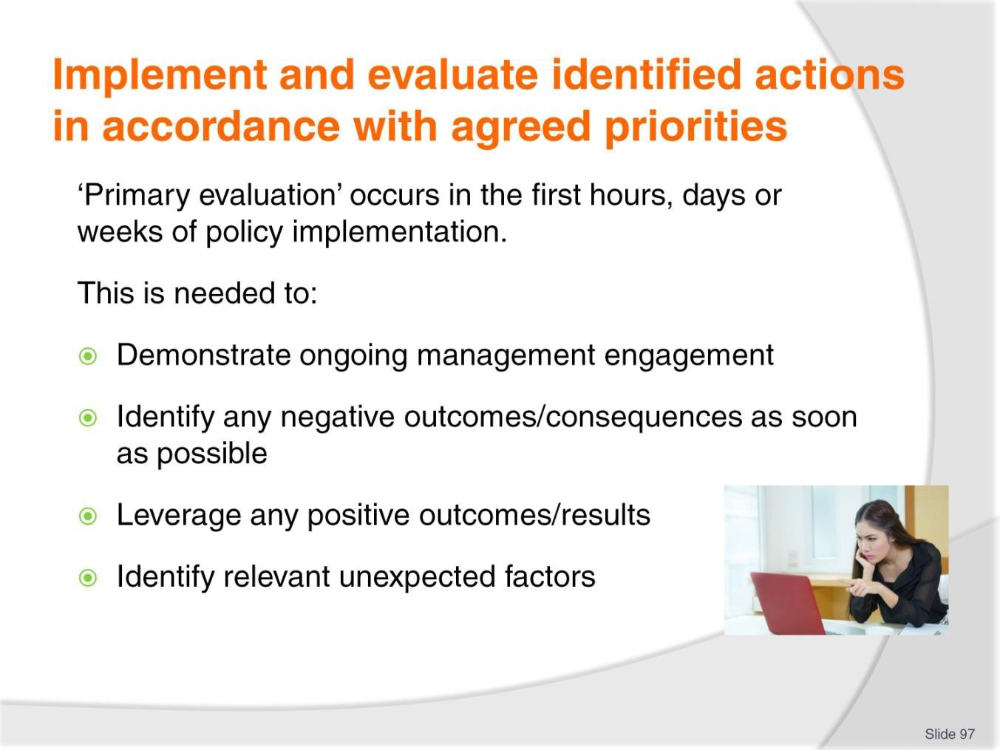 Implement and evaluate identified actions
in accordance with agreed priorities
‘Primary evaluation’ occurs in the first hours, days or
weeks of policy implementation.
This is needed to:
Demonstrate ongoing management engagement
Identify any negative outcomes/consequences as soon
as possible
Leverage any positive outcomes/results
Identify relevant unexpected factors
Slide 97